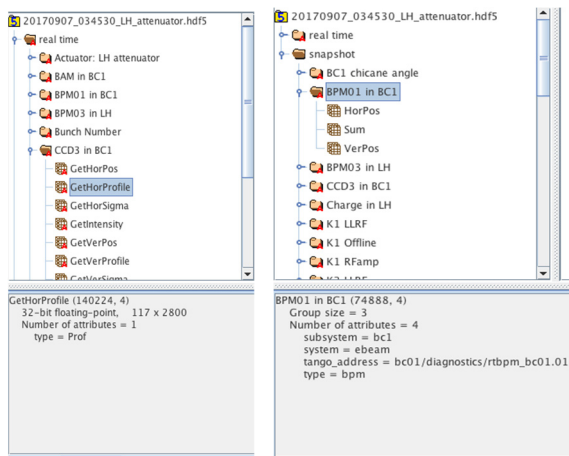 20170907_034530_LH_attenuator.hdf5
real time
Actuator: LH attenuator
BAM in BC1
BPM01 in BC1
BPM03 in LH
Bunch Number
CCD3 in BC1
GetHorPos
GetHorProfile
GetHorSigma
GetIntensity
GetVerPos
GetVerProfile
GetVerSigma
GetHorProfile (140224, 4)
32-bit floating-point, 117 x 2800
Number of attributes = 1
type = Prof
20170907_034530_LH_attenuator.hdf5
real time
snapshot
BC1 chicane angle
BPM01 in BC1
HorPos
Sum
VerPos
BPM03 in LH
CCD3 in BC1
Charge in LH
K1 LLRF
K1 Offline
K1 RFamp
K2 LLRF
BPM01 in BC1 (74888, 4)
Group size = 3
Number of attributes = 4
subsystem = bc1
system = ebeam
tango_address = bc01/diagnostics/rtbpm_bc01.01
type = bpm